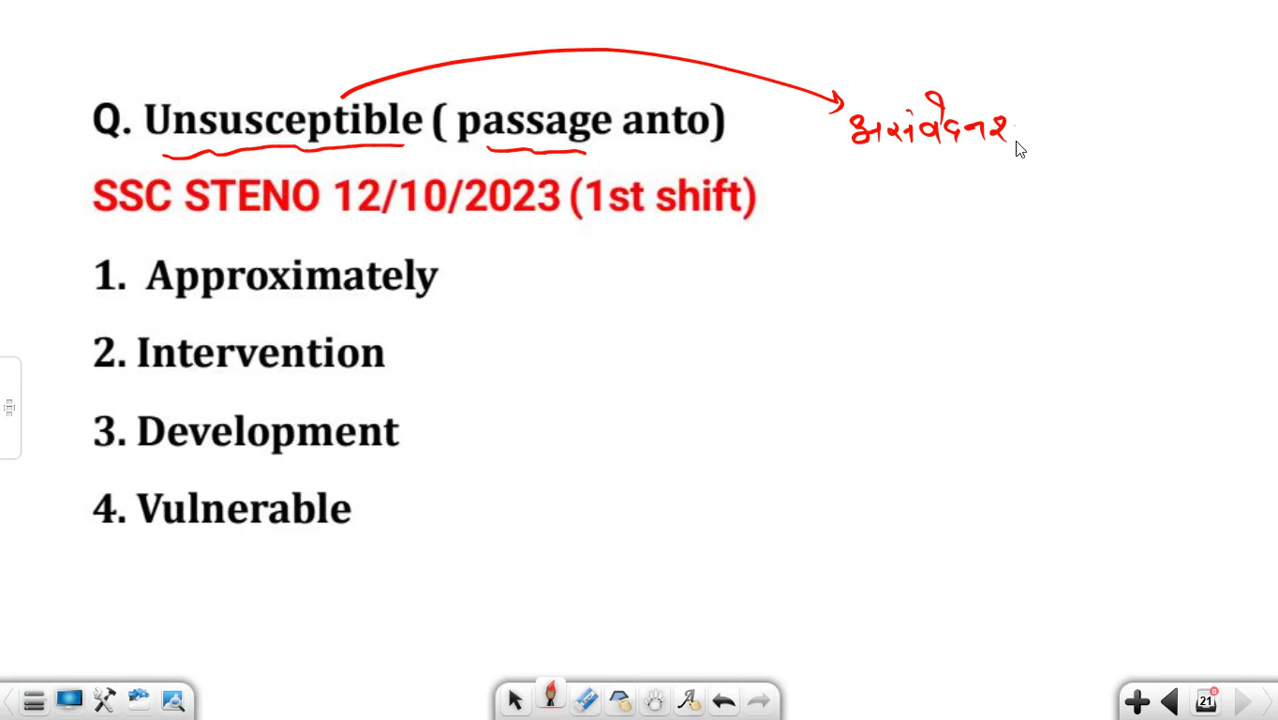 Q. Unsusceptible ( passage anto)
असंवेदनश
SSC STENO 12/10/2023 (1st shift)
1. Approximately
2. Intervention
3. Development
4. Vulnerable
21